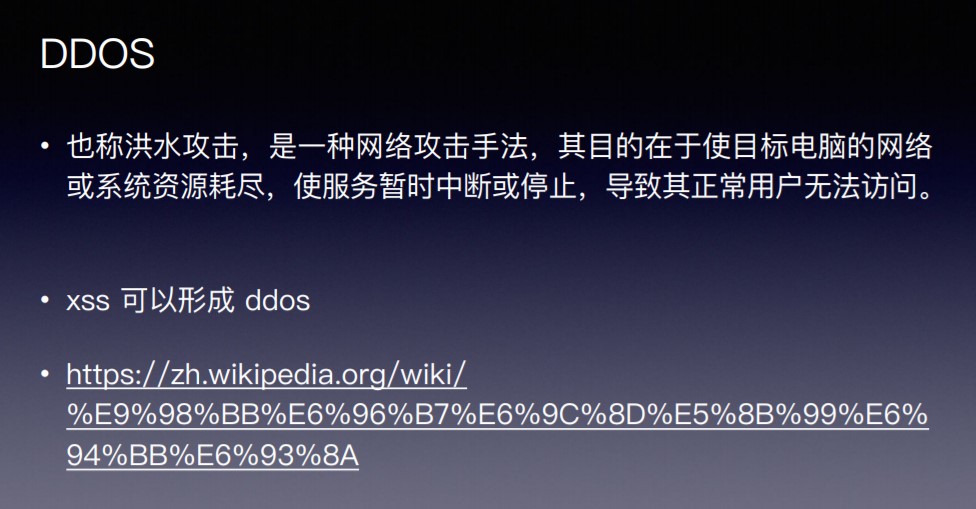 DDOS
• 也称洪水攻击，是一种网络攻击手法，其目的在于使目标电脑的网络
或系统资源耗尽，使服务暂时中断或停止，导致其正常用户无法访问。
• xss 可以形成 ddos
• https://zh.wikipedia.org/wiki/
%E9%98%BB%E6%96%B7%E6%9C%8D%E5%8B%99%E6%
94%BB%E6%93%8A